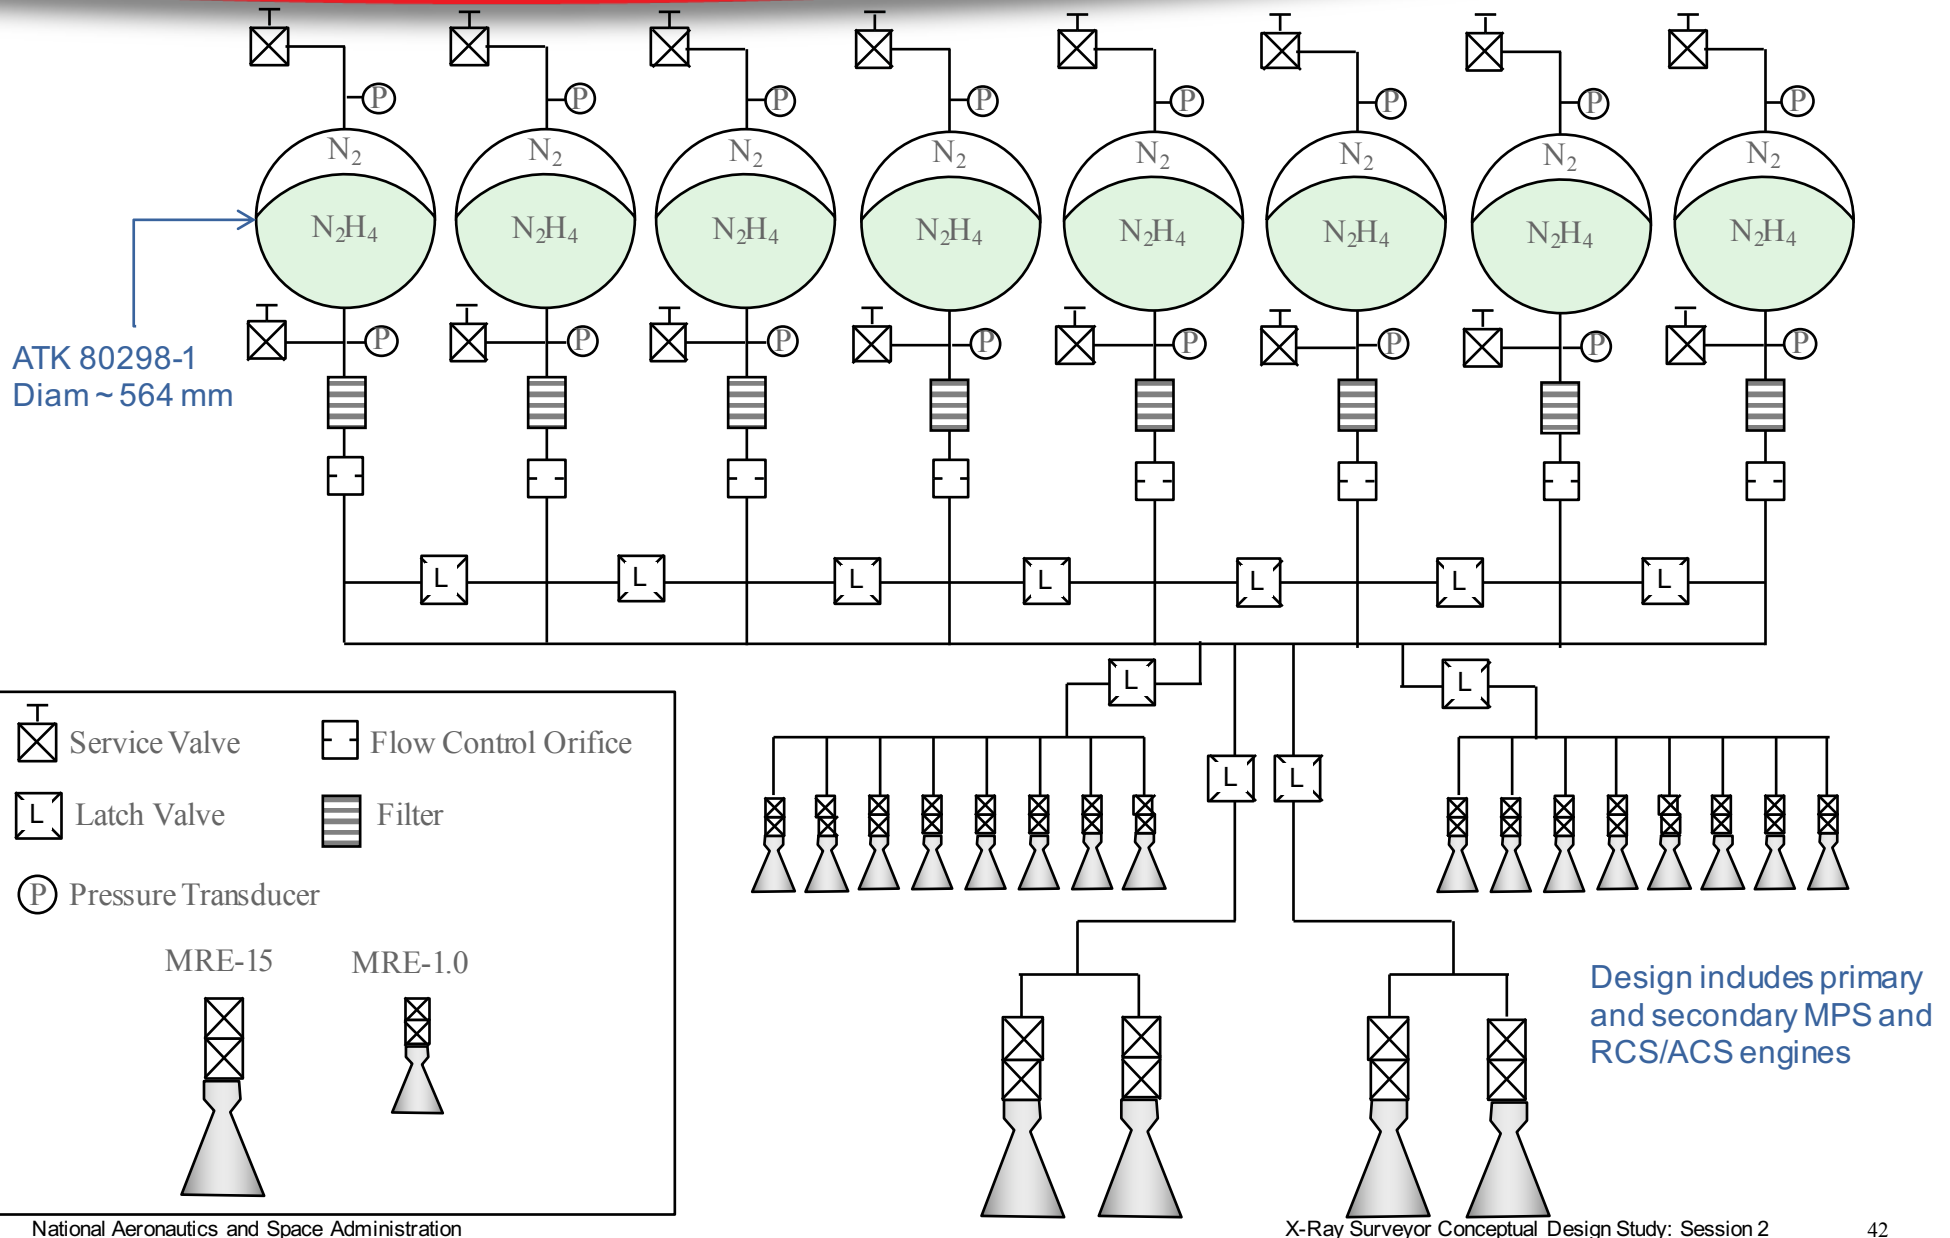 P P P P P P P P
N₂ N₂ N₂ N₂ N₂ N₂ N₂ N₂
N₂H₄ N₂H₄ N₂H₄ N₂H₄ N₂H₄ N₂H₄ N₂H₄ N₂H₄
P P P P P P P P
ATK 80298-1
Diam ~ 564 mm
L L L L L L L
L L
L L
Service Valve
Flow Control Orifice
L Latch Valve
Filter
P Pressure Transducer
MRE-15
MRE-1.0
Design includes primary
and secondary MPS and
RCS/ACS engines
National Aeronautics and Space Administration
X-Ray Surveyor Conceptual Design Study: Session 2
42